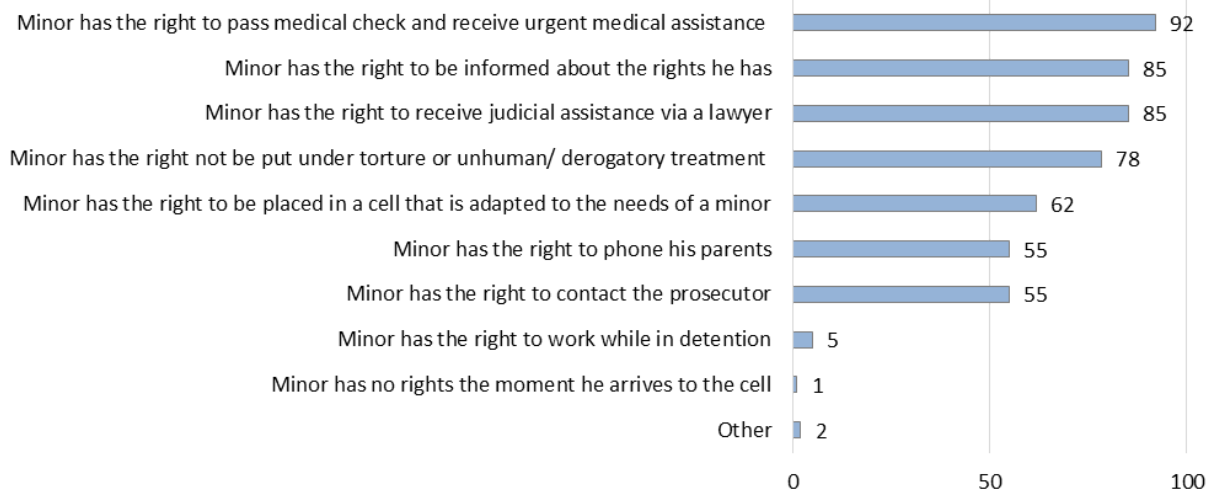 Minor has the right to pass medical check and receive urgent medical assistance 92
Minor has the right to be informed about the rights he has 85
Minor has the right to receive judicial assistance via a lawyer 85
Minor has the right not be put under torture or unhuman/ derogatory treatment 78
Minor has the right to be placed in a cell that is adapted to the needs of a minor 62
Minor has the right to phone his parents 55
Minor has the right to contact the prosecutor 55
Minor has the right to work while in detention 5
Minor has no rights the moment he arrives to the cell 1
Other 2
0 50 100